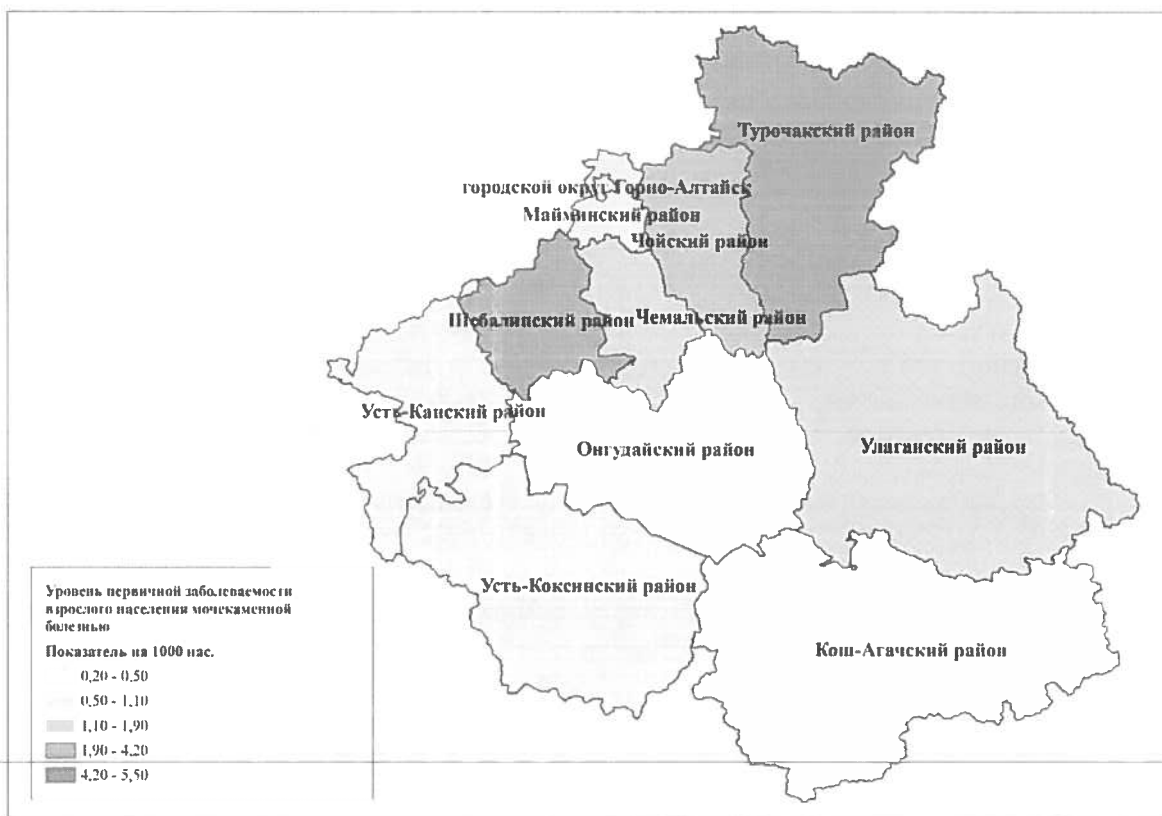 Турочакский район
городской округ Горно-Алтайск
Майминский район
Чойский район
Шебалинский район
Чемальский район
Усть-Канский район
Онгудайский район
Улаганский район
Усть-Коксинский район
Кош-Агачский район
Уровень первичной заболеваемости
взрослого населения мочекаменной
болезнью
Показатель на 1000 нас.
0,20 - 0,50
0,50 - 1,10
1,10 - 1,90
1,90 - 4,20
4,20 - 5,50